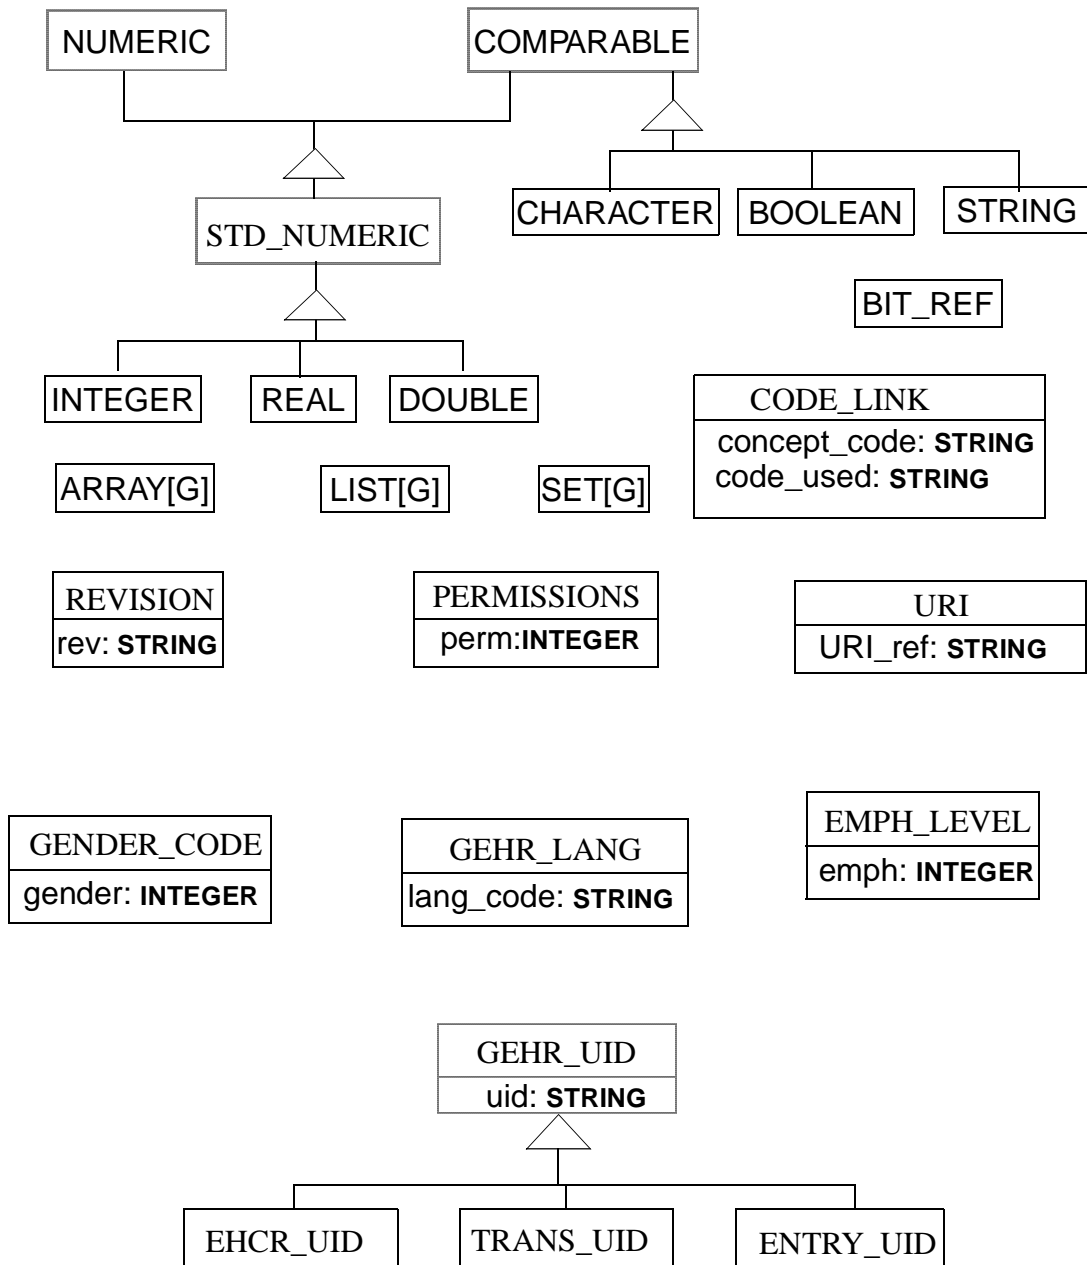 NUMERIC
COMPARABLE
STD_NUMERIC
CHARACTER
BOOLEAN
STRING
BIT_REF
INTEGER
REAL
DOUBLE
CODE_LINK
concept_code: STRING
code_used: STRING
ARRAY[G]
LIST[G]
SET[G]
REVISION
rev: STRING
PERMISSIONS
perm:INTEGER
URI
URI_ref: STRING
GENDER_CODE
gender: INTEGER
GEHR_LANG
lang_code: STRING
EMPH_LEVEL
emph: INTEGER
GEHR_UID
uid: STRING
EHCR_UID
TRANS_UID
ENTRY_UID